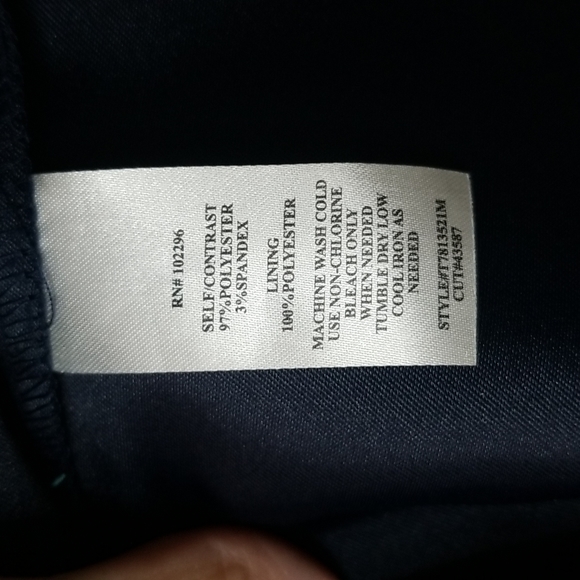 RN# 102296
SELF/CONTRAST
97%POLYESTER
3%SPANDEX
LINING
100%POLYESTER
MACHINE WASH COLD
USE NON-CHLORINE
BLEACH ONLY
WHEN NEEDED
TUMBLE DRY LOW
COOL IRON AS
NEEDED
STYLE#T7813521M
CUT#43587